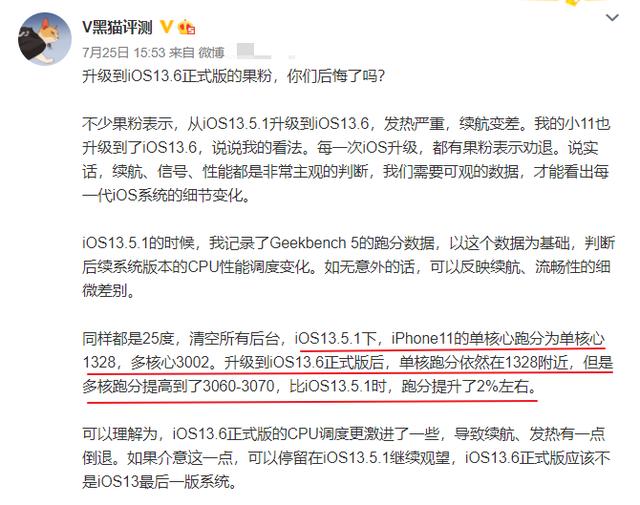 V黑猫评测
7月25日 15:53 来自 微博
升级到iOS13.6正式版的果粉，你们后悔了吗？
不少果粉表示，从iOS13.5.1升级到iOS13.6，发热严重，续航变差。我的小11也
升级到了iOS13.6，说说我的看法。每一次iOS升级，都有果粉表示劝退。说实
话，续航、信号、性能都是非常主观的判断，我们需要可观的数据，才能看出每
一代iOS系统的细节变化。
iOS13.5.1的时候，我记录了Geekbench 5的跑分数据，以这个数据为基础，判断
后续系统版本的CPU性能调度变化。如无意外的话，可以反映续航、流畅性的细
微差别。
同样都是25度，清空所有后台，iOS13.5.1下，iPhone11的单核心跑分为单核心
1328，多核心3002。升级到iOS13.6正式版后，单核跑分依然在1328附近，但是
多核跑分提高到了3060-3070，比iOS13.5.1时，跑分提升了2%左右。
可以理解为，iOS13.6正式版的CPU调度更激进了一些，导致续航、发热有一点
倒退。如果介意这一点，可以停留在iOS13.5.1继续观望，iOS13.6正式版应该不
是iOS13最后一版系统。